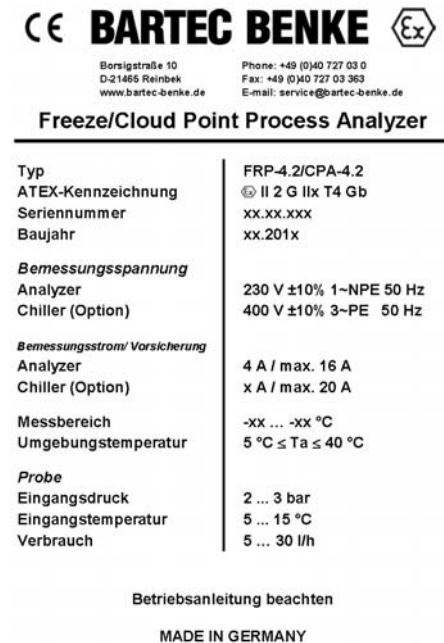 CE BARTEC BENKE Ex
Borsigstraße 10 Phone: +49 (0)40 727 03 0
D-21465 Reinbek Fax: +49 (0)40 727 03 363
www.bartec-benke.de E-mail: service@bartec-benke.de
Freeze/Cloud Point Process Analyzer
Typ FRP-4.2/CPA-4.2
ATEX-Kennzeichnung Ex II 2 G IIx T4 Gb
Seriennummer xx.xx.xxx
Baujahr xx.201x
Bemessungsspannung
Analyzer 230 V ±10% 1~NPE 50 Hz
Chiller (Option) 400 V ±10% 3~PE 50 Hz
Bemessungsstrom/ Vorsicherung
Analyzer 4 A / max. 16 A
Chiller (Option) x A / max. 20 A
Messbereich -xx ... -xx °C
Umgebungstemperatur 5 °C ≤ Ta ≤ 40 °C
Probe
Eingangsdruck 2 ... 3 bar
Eingangstemperatur 5 ... 15 °C
Verbrauch 5 ... 30 l/h
Betriebsanleitung beachten
MADE IN GERMANY